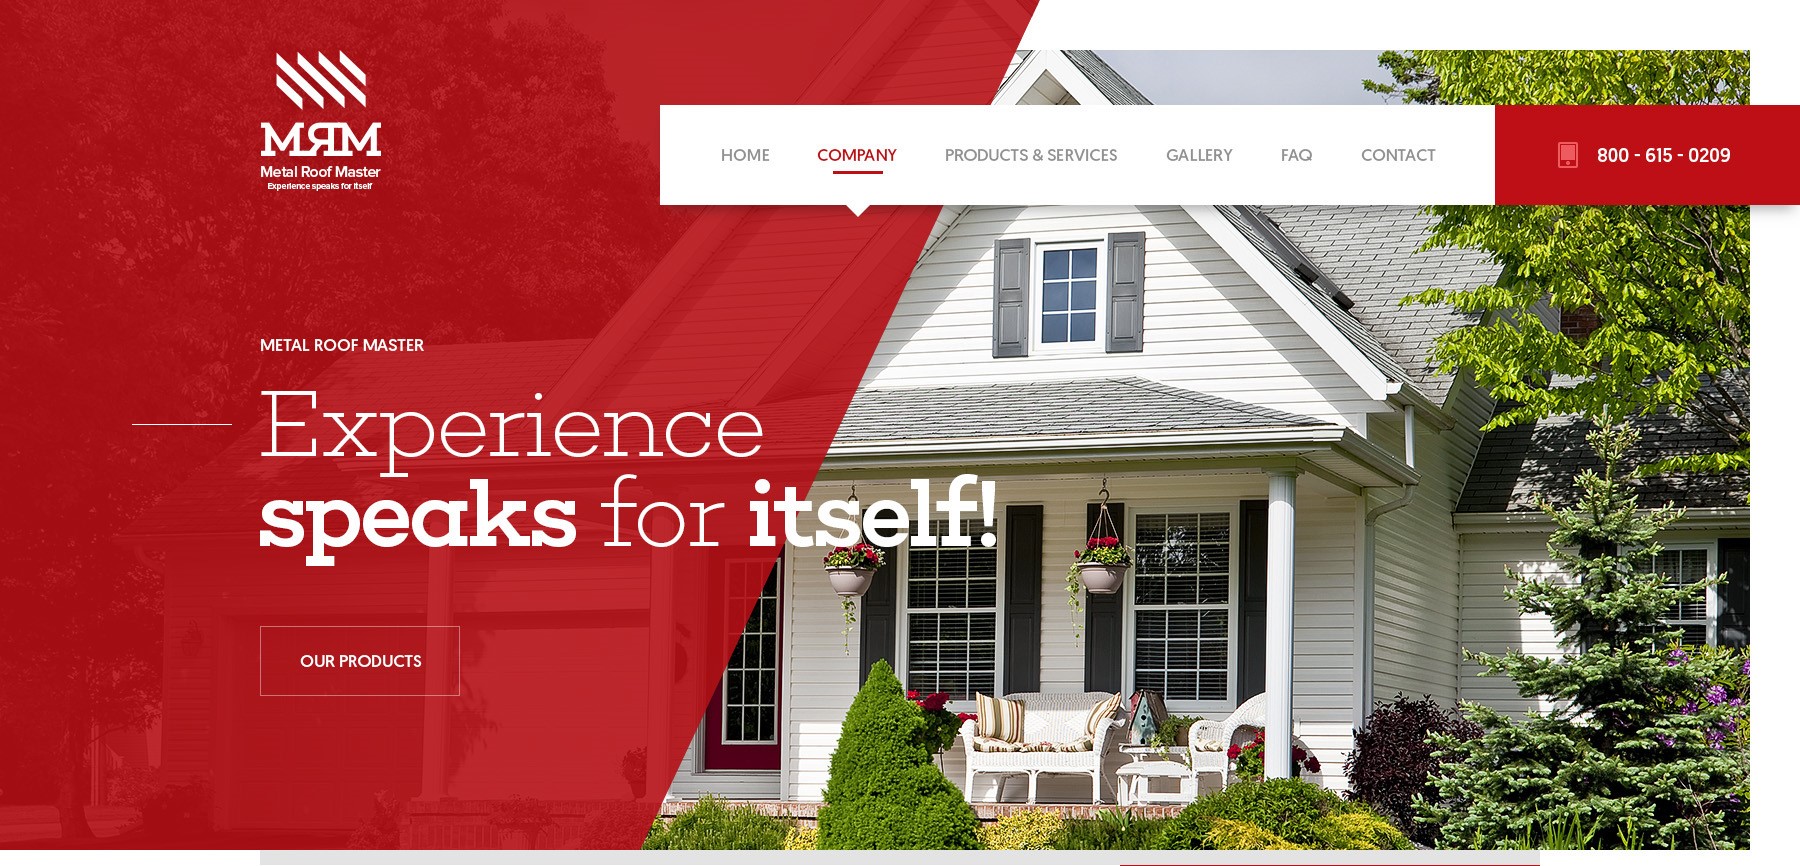 MЯM
Metal Roof Master
Experience speaks for itself
HOME COMPANY PRODUCTS & SERVICES GALLERY FAQ CONTACT
800 - 615 - 0209
METAL ROOF MASTER
Experience
speaks for itself!
OUR PRODUCTS